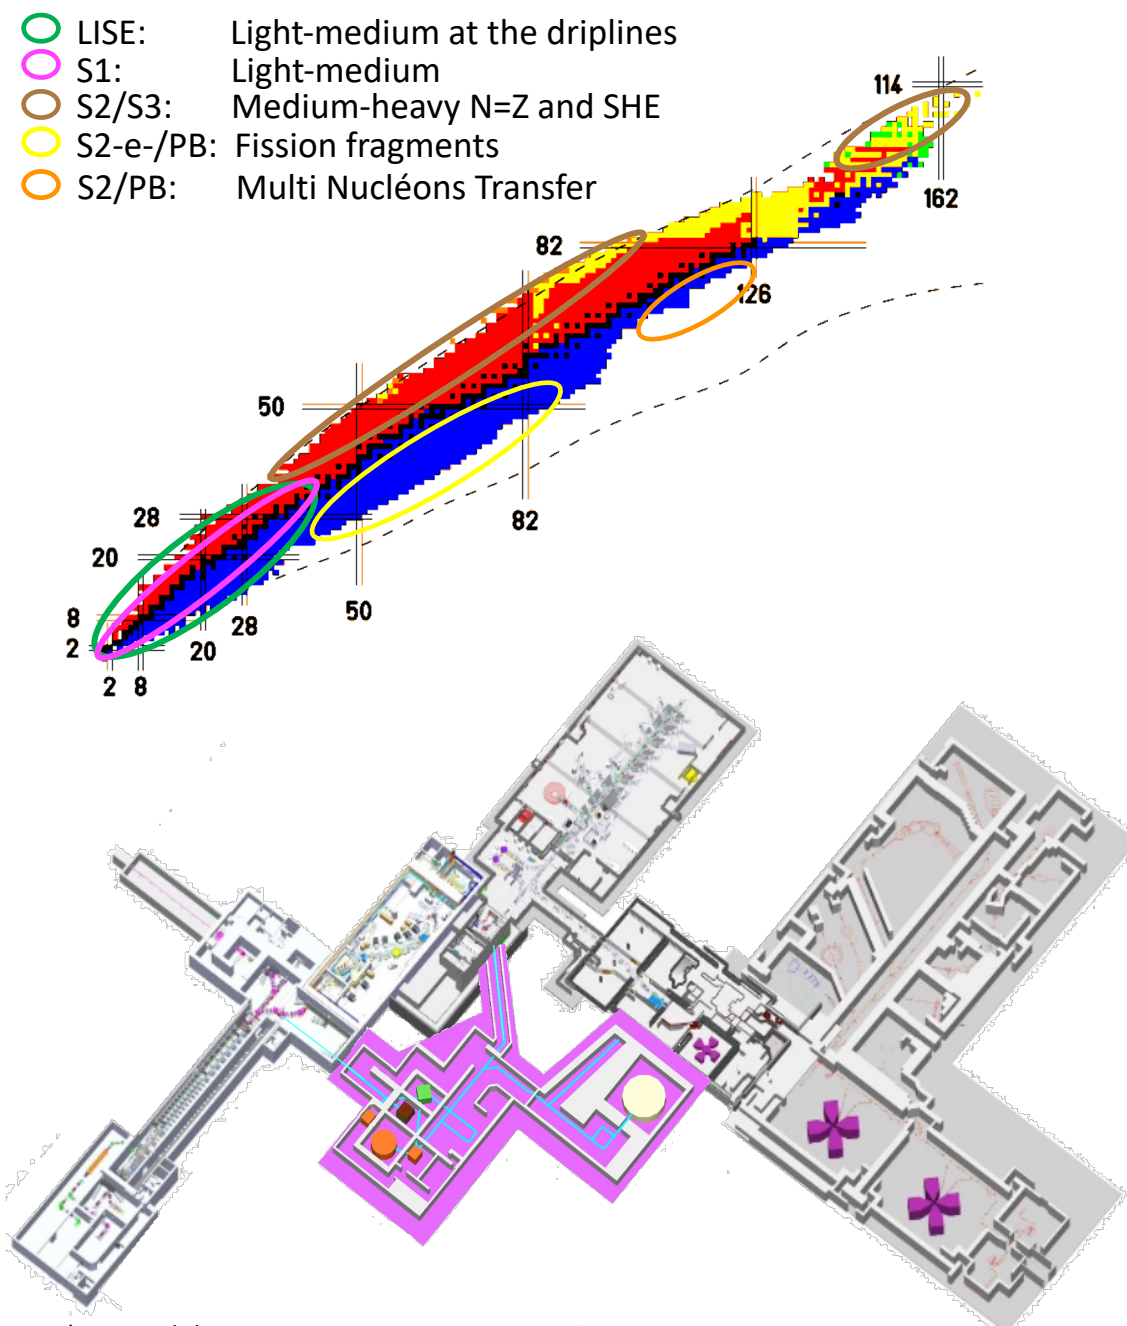 LISE: Light-medium at the driplines
S1: Light-medium
S2/S3: Medium-heavy N=Z and SHE
S2-e-/PB: Fission fragments
S2/PB: Multi Nucléons Transfer
114
162
82
126
50
82
28
20
50
8
28
2
20
2 8